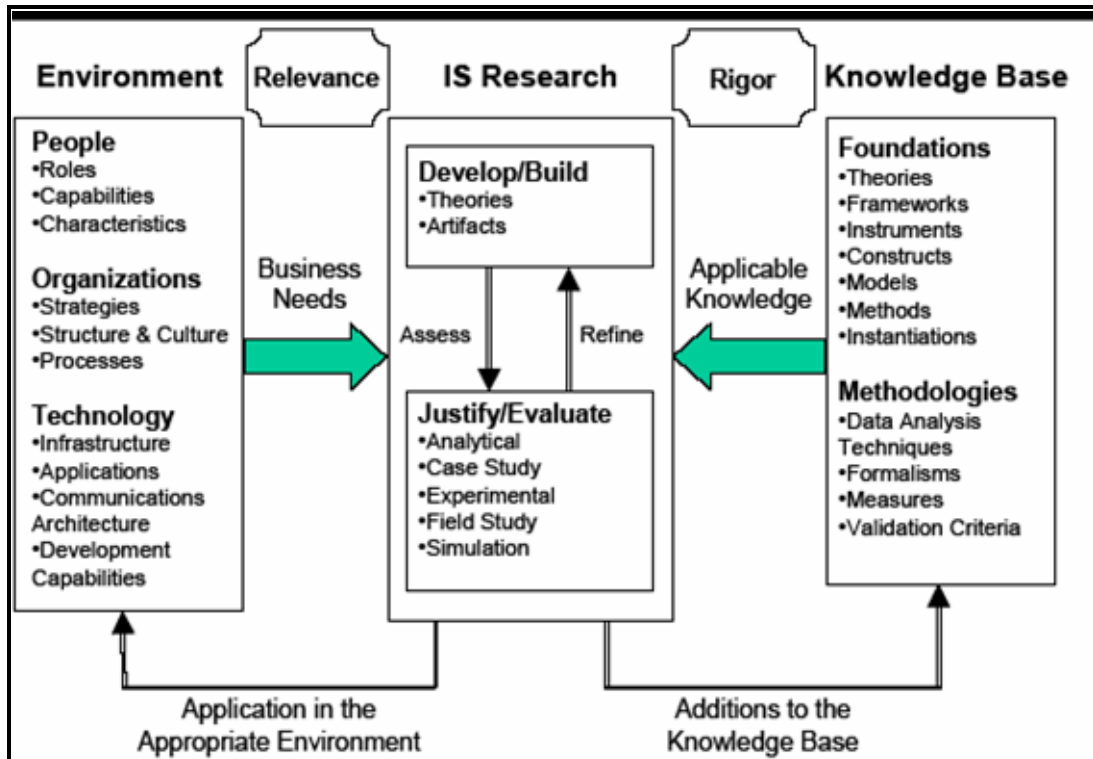 Environment
Relevance
IS Research
Rigor
Knowledge Base
People
•Roles
•Capabilities
•Characteristics
Organizations
•Strategies
•Structure & Culture
•Processes
Technology
•Infrastructure
•Applications
•Communications
Architecture
•Development
Capabilities
Business
Needs
Develop/Build
•Theories
•Artifacts
Assess
Refine
Justify/Evaluate
•Analytical
•Case Study
•Experimental
•Field Study
•Simulation
Applicable
Knowledge
Foundations
•Theories
•Frameworks
•Instruments
•Constructs
•Models
•Methods
•Instantiations
Methodologies
•Data Analysis
Techniques
•Formalisms
•Measures
•Validation Criteria
Application in the
Appropriate Environment
Additions to the
Knowledge Base